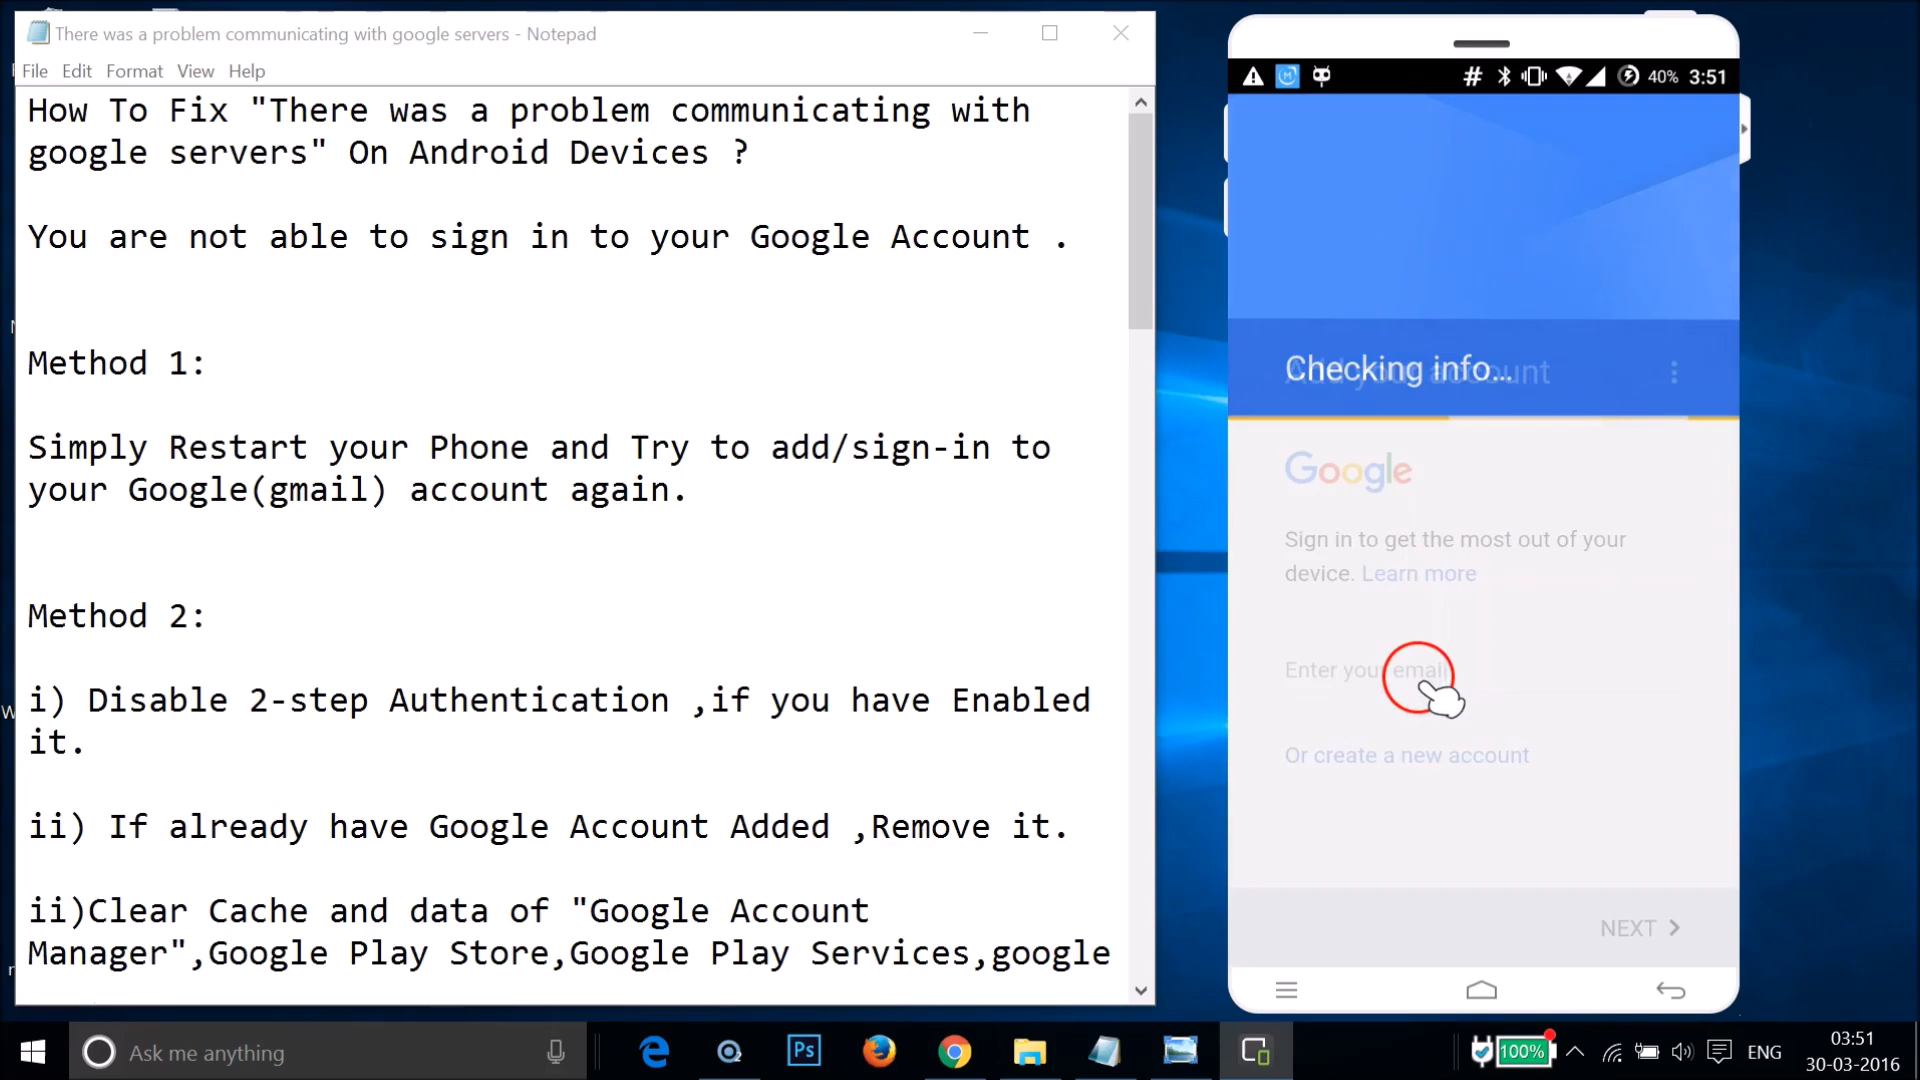 There was a problem communicating with google servers - Notepad
File Edit Format View Help
How To Fix "There was a problem communicating with
google servers" On Android Devices ?
You are not able to sign in to your Google Account .
Method 1:
Simply Restart your Phone and Try to add/sign-in to
your Google(gmail) account again.
Method 2:
i) Disable 2-step Authentication ,if you have Enabled
it.
ii) If already have Google Account Added ,Remove it.
ii)Clear Cache and data of "Google Account
Manager",Google Play Store,Google Play Services,google
40% 3:51
Checking info...
Add your account
Google
Sign in to get the most out of your
device. Learn more
Enter your email
Or create a new account
NEXT
Ask me anything
Ps
100%
ENG
03:51
30-03-2016